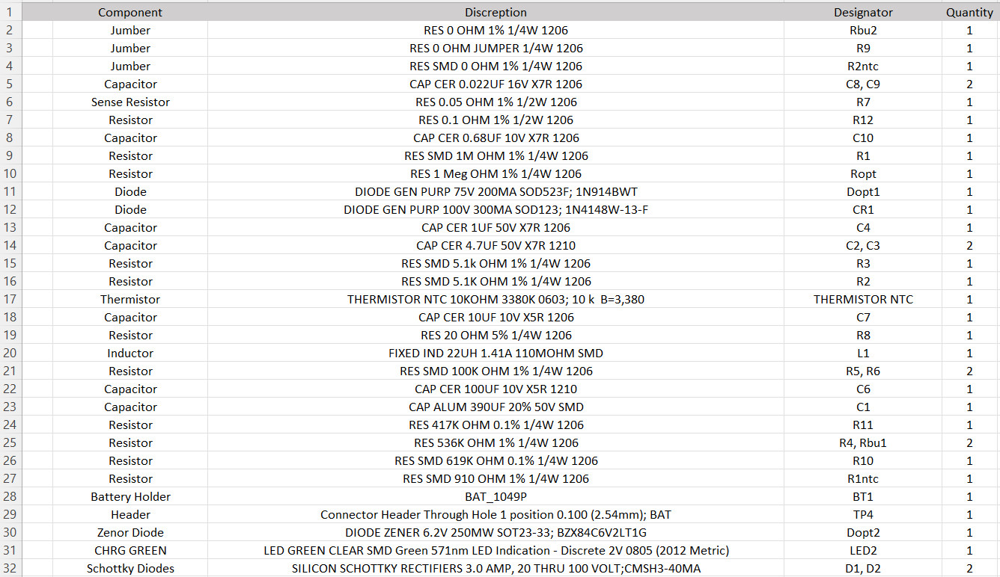 1 Component Discreption Designator Quantity
2 Jumber RES 0 OHM 1% 1/4W 1206 Rbu2 1
3 Jumber RES 0 OHM JUMPER 1/4W 1206 R9 1
4 Jumber RES SMD 0 OHM 1% 1/4W 1206 R2ntc 1
5 Capacitor CAP CER 0.022UF 16V X7R 1206 C8, C9 2
6 Sense Resistor RES 0.05 OHM 1% 1/2W 1206 R7 1
7 Resistor RES 0.1 OHM 1% 1/2W 1206 R12 1
8 Capacitor CAP CER 0.68UF 10V X7R 1206 C10 1
9 Resistor RES SMD 1M OHM 1% 1/4W 1206 R1 1
10 Resistor RES 1 Meg OHM 1% 1/4W 1206 Ropt 1
11 Diode DIODE GEN PURP 75V 200MA SOD523F; 1N914BWT Dopt1 1
12 Diode DIODE GEN PURP 100V 300MA SOD123; 1N4148W-13-F CR1 1
13 Capacitor CAP CER 1UF 50V X7R 1206 C4 1
14 Capacitor CAP CER 4.7UF 50V X7R 1210 C2, C3 2
15 Resistor RES SMD 5.1k OHM 1% 1/4W 1206 R3 1
16 Resistor RES SMD 5.1K OHM 1% 1/4W 1206 R2 1
17 Thermistor THERMISTOR NTC 10KOHM 3380K 0603; 10 k  B=3,380 THERMISTOR NTC 1
18 Capacitor CAP CER 10UF 10V X5R 1206 C7 1
19 Resistor RES 20 OHM 5% 1/4W 1206 R8 1
20 Inductor FIXED IND 22UH 1.41A 110MOHM SMD L1 1
21 Resistor RES SMD 100K OHM 1% 1/4W 1206 R5, R6 2
22 Capacitor CAP CER 100UF 10V X5R 1210 C6 1
23 Capacitor CAP ALUM 390UF 20% 50V SMD C1 1
24 Resistor RES 417K OHM 0.1% 1/4W 1206 R11 1
25 Resistor RES 536K OHM 1% 1/4W 1206 R4, Rbu1 2
26 Resistor RES SMD 619K OHM 0.1% 1/4W 1206 R10 1
27 Resistor RES SMD 910 OHM 1% 1/4W 1206 R1ntc 1
28 Battery Holder BAT_1049P BT1 1
29 Header Connector Header Through Hole 1 position 0.100 (2.54mm); BAT TP4 1
30 Zenor Diode DIODE ZENER 6.2V 250MW SOT23-33; BZX84C6V2LT1G Dopt2 1
31 CHRG GREEN LED GREEN CLEAR SMD Green 571nm LED Indication - Discrete 2V 0805 (2012 Metric) LED2 1
32 Schottky Diodes SILICON SCHOTTKY RECTIFIERS 3.0 AMP, 20 THRU 100 VOLT;CMSH3-40MA D1, D2 2